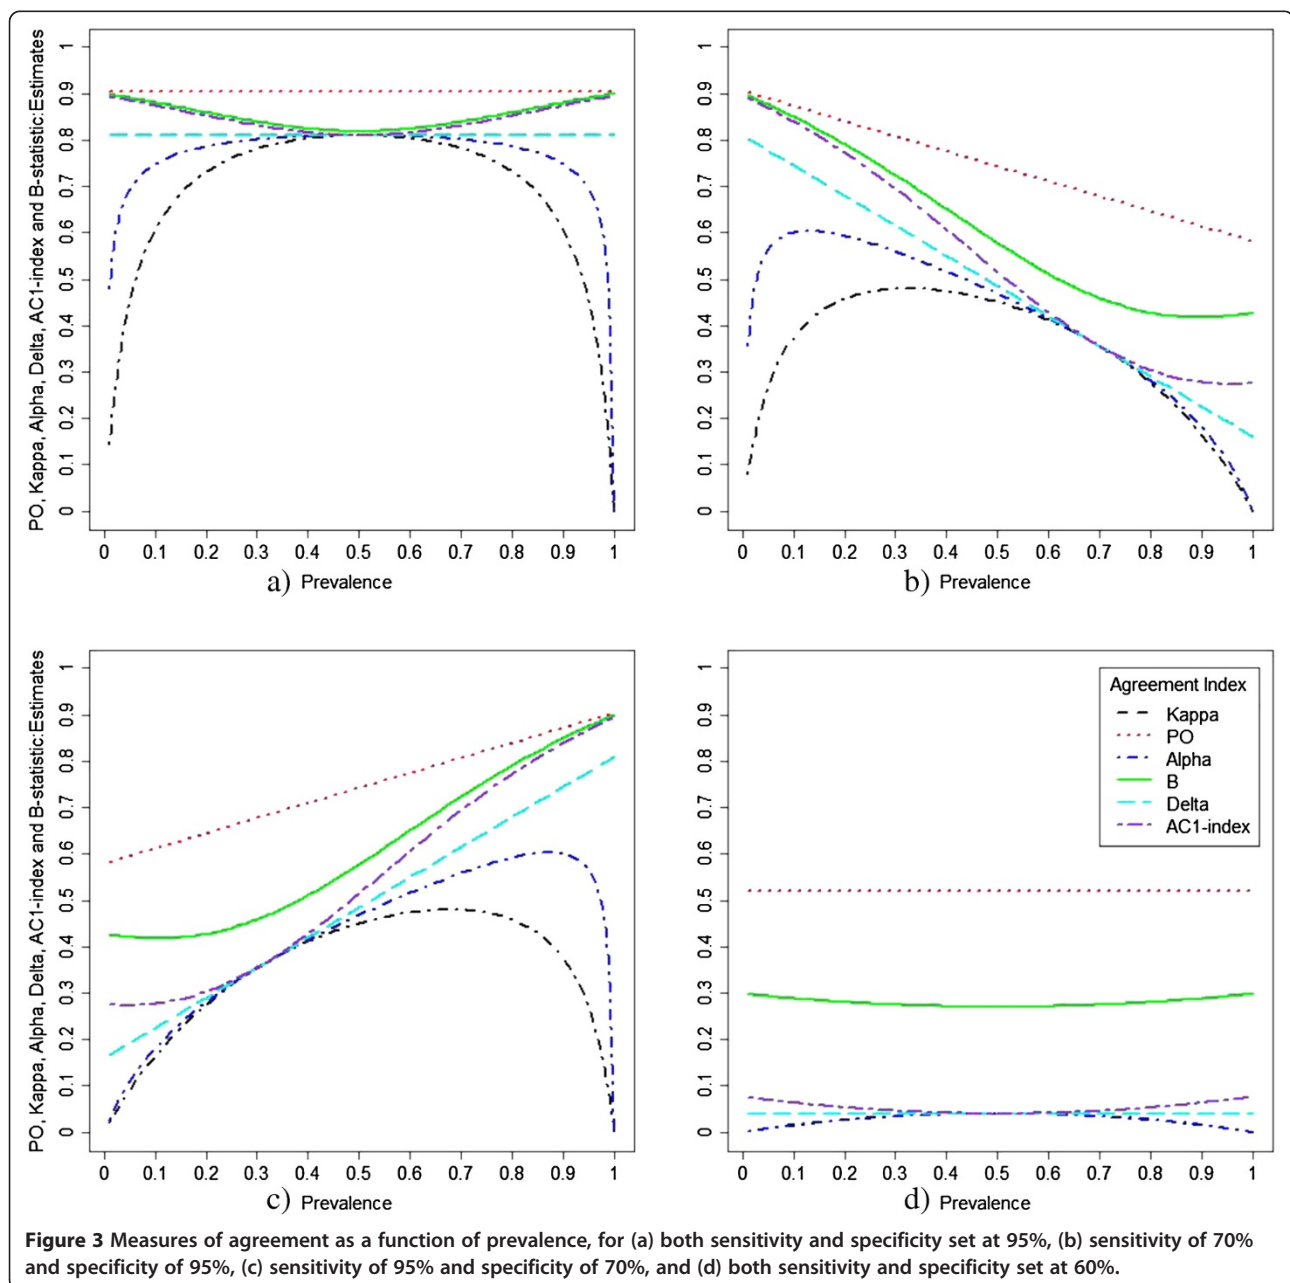 PO, Kappa, Alpha, Delta, AC1-index and B-statistic:Estimates
1
0.9
0.8
0.7
0.6
0.5
0.4
0.3
0.2
0.1
0
0 0.1 0.2 0.3 0.4 0.5 0.6 0.7 0.8 0.9 1
a) Prevalence
1
0.9
0.8
0.7
0.6
0.5
0.4
0.3
0.2
0.1
0
0 0.1 0.2 0.3 0.4 0.5 0.6 0.7 0.8 0.9 1
b) Prevalence
PO, Kappa, Alpha, Delta, AC1-index and B-statistic:Estimates
1
0.9
0.8
0.7
0.6
0.5
0.4
0.3
0.2
0.1
0
0 0.1 0.2 0.3 0.4 0.5 0.6 0.7 0.8 0.9 1
c) Prevalence
1
0.9
0.8
0.7
0.6
0.5
0.4
0.3
0.2
0.1
0
Agreement Index
Kappa
PO
Alpha
B
Delta
AC1-index
0 0.1 0.2 0.3 0.4 0.5 0.6 0.7 0.8 0.9 1
d) Prevalence
Figure 3 Measures of agreement as a function of prevalence, for (a) both sensitivity and specificity set at 95%, (b) sensitivity of 70%
and specificity of 95%, (c) sensitivity of 95% and specificity of 70%, and (d) both sensitivity and specificity set at 60%.